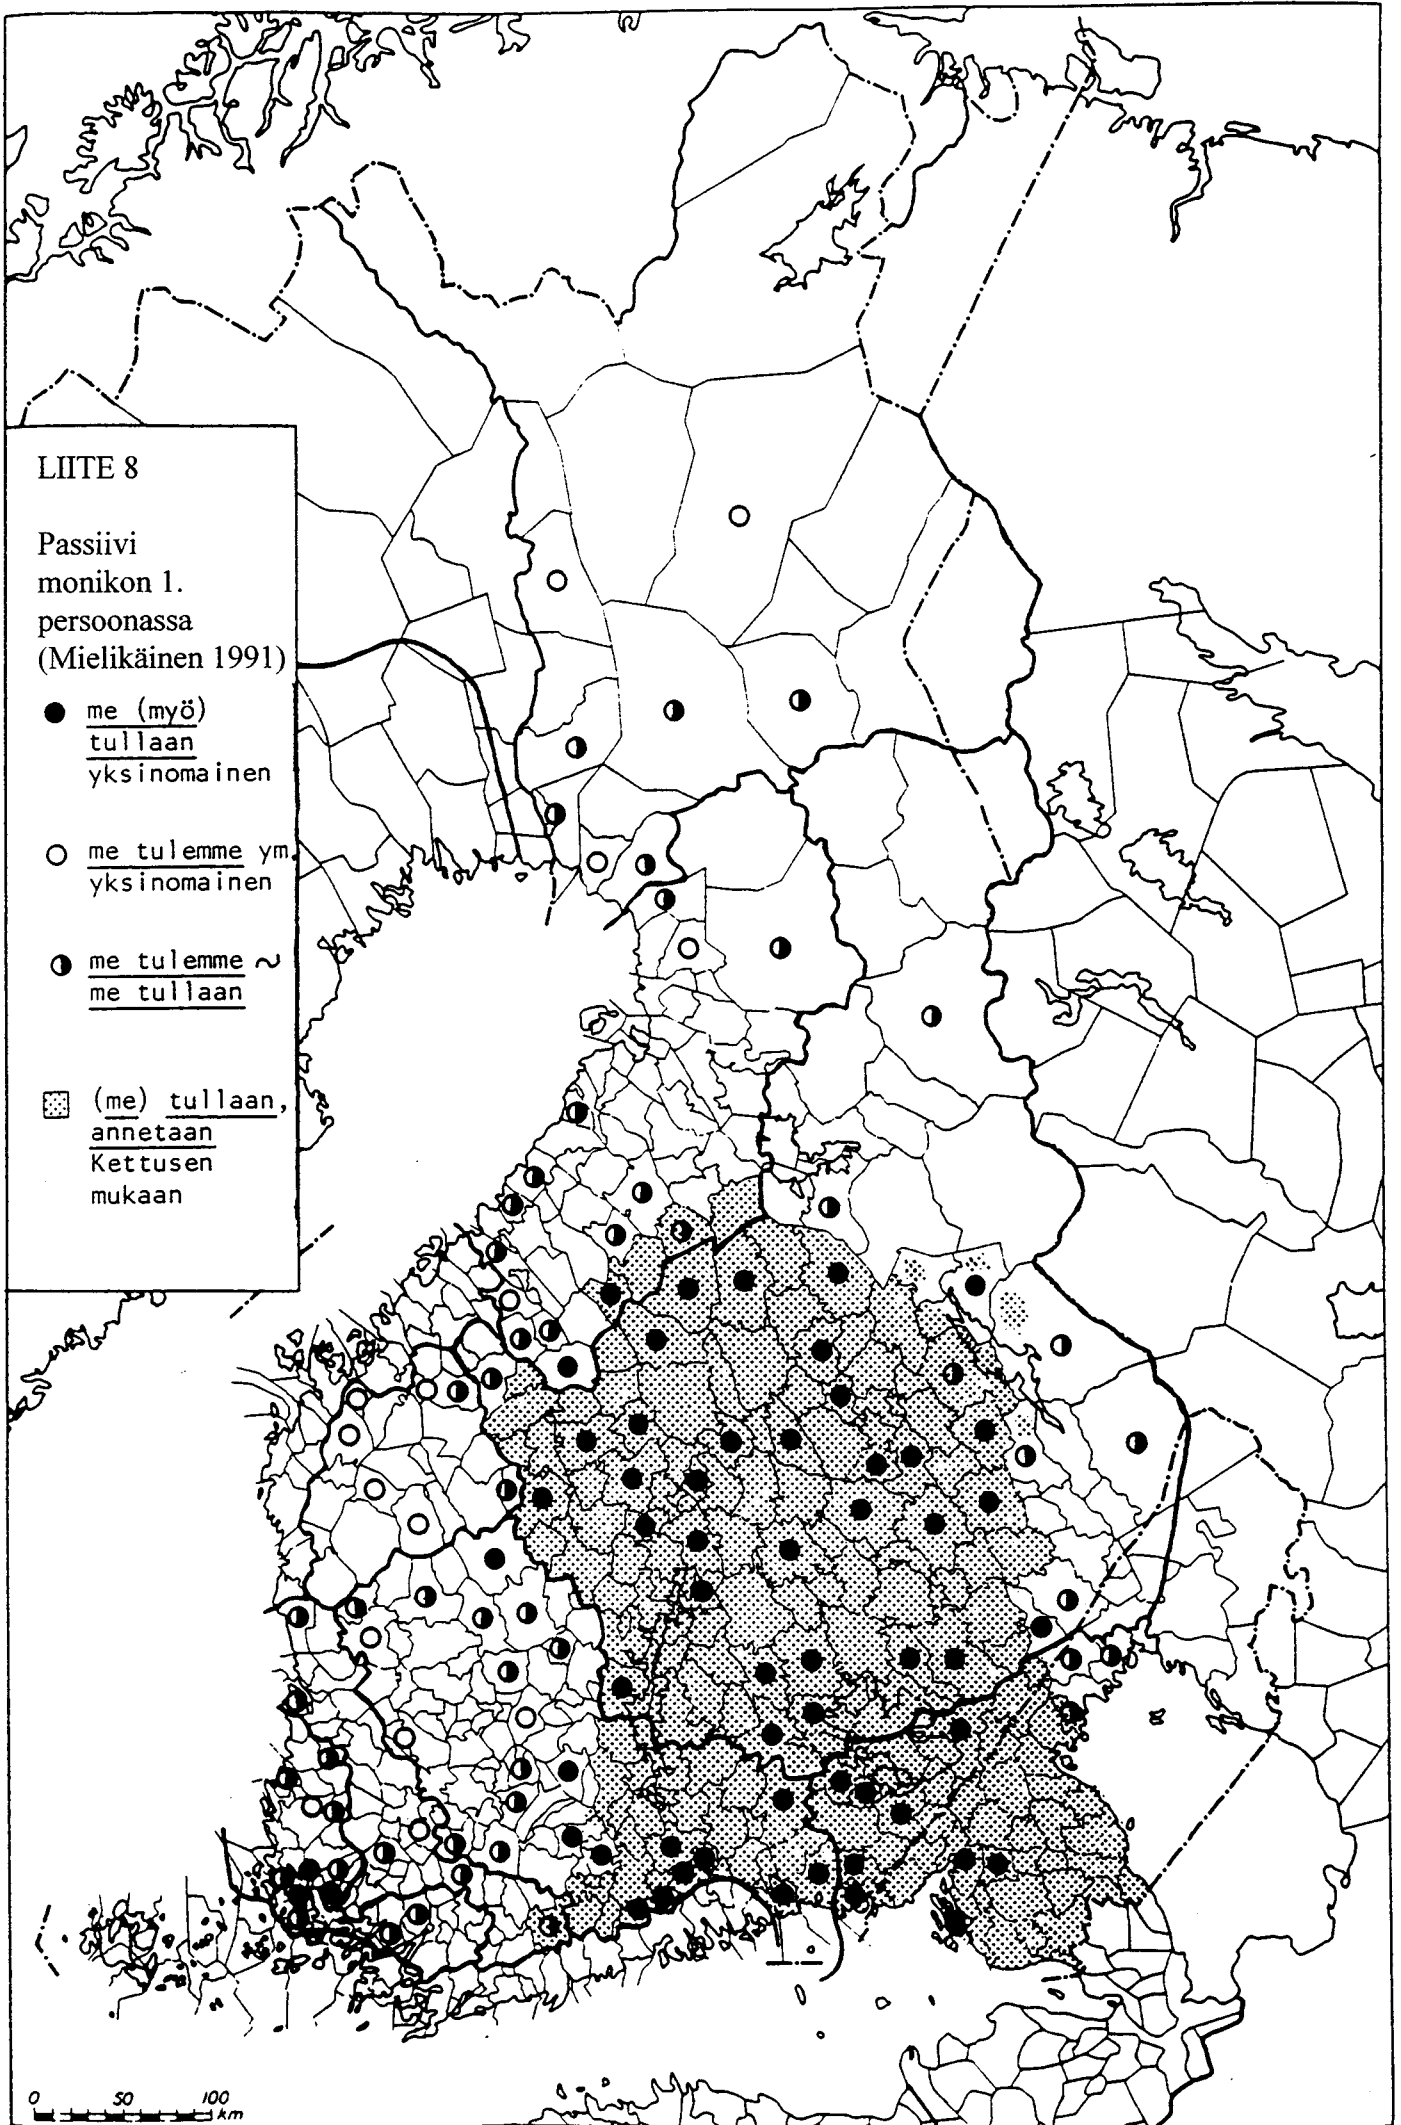 LIITE 8
Passiivi
monikon 1.
persoonassa
(Mielikäinen 1991)
me (myö)
tullaan
yksinomainen
me tulemme ym.
yksinomainen
me tulemme ~
me tullaan
(me) tullaan,
annetaan
Kettusen
mukaan
0 50 100
km